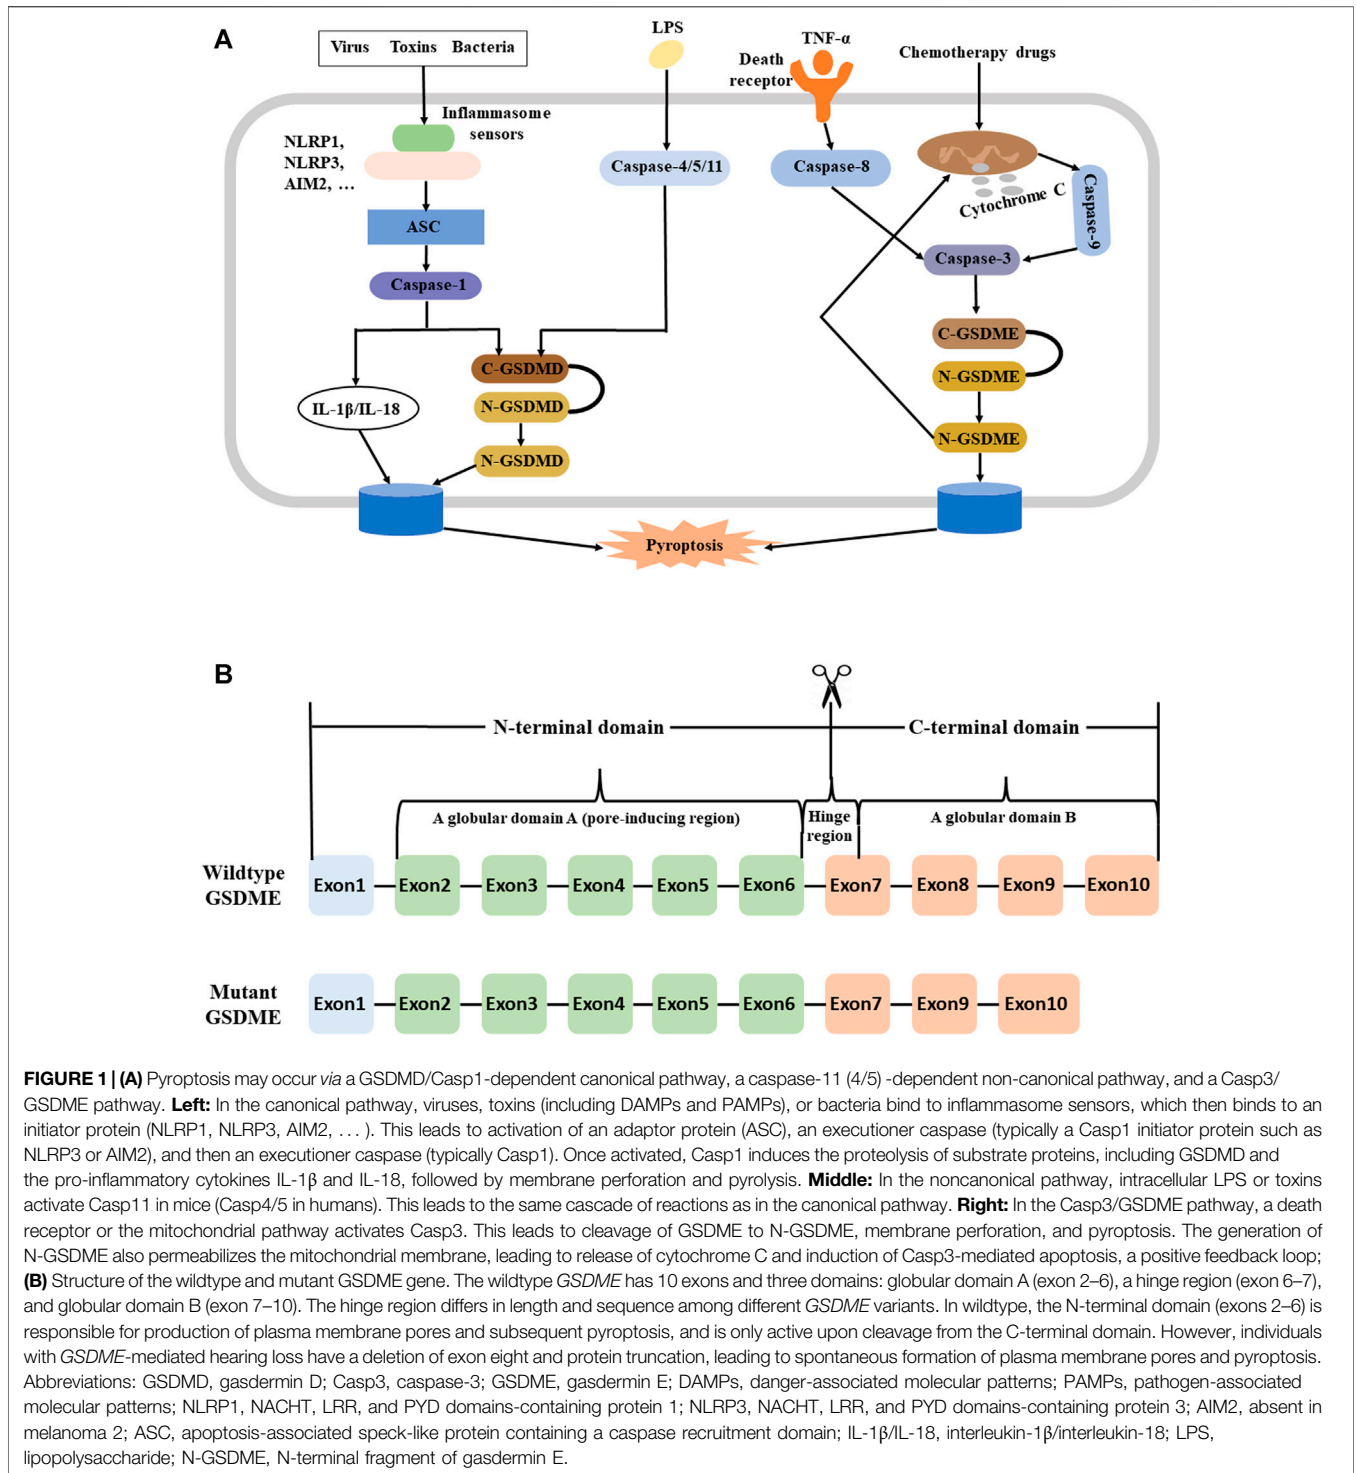 A
Virus Toxins Bacteria
LPS
TNF-α
Death
receptor
Chemotherapy drugs
Inflammasome
sensors
NLRP1,
NLRP3,
AIM2, ...
Caspase-4/5/11
Caspase-8
Cytochrome C
Caspase-9
ASC
Caspase-3
Caspase-1
C-GSDME
C-GSDMD
N-GSDME
IL-1β/IL-18
N-GSDMD
N-GSDME
N-GSDMD
Pyroptosis
B
N-terminal domain
C-terminal domain
A globular domain A (pore-inducing region)
Hinge
region
A globular domain B
Wildtype
GSDME
Exon1 Exon2 Exon3 Exon4 Exon5 Exon6 Exon7 Exon8 Exon9 Exon10
Mutant
GSDME
Exon1 Exon2 Exon3 Exon4 Exon5 Exon6 Exon7 Exon9 Exon10
FIGURE 1 | (A) Pyroptosis may occur via a GSDMD/Casp1-dependent canonical pathway, a caspase-11 (4/5) -dependent non-canonical pathway, and a Casp3/
GSDME pathway. Left: In the canonical pathway, viruses, toxins (including DAMPs and PAMPs), or bacteria bind to inflammasome sensors, which then binds to an
initiator protein (NLRP1, NLRP3, AIM2, . . . ). This leads to activation of an adaptor protein (ASC), an executioner caspase (typically a Casp1 initiator protein such as
NLRP3 or AIM2), and then an executioner caspase (typically Casp1). Once activated, Casp1 induces the proteolysis of substrate proteins, including GSDMD and
the pro-inflammatory cytokines IL-1β and IL-18, followed by membrane perforation and pyrolysis. Middle: In the noncanonical pathway, intracellular LPS or toxins
activate Casp11 in mice (Casp4/5 in humans). This leads to the same cascade of reactions as in the canonical pathway. Right: In the Casp3/GSDME pathway, a death
receptor or the mitochondrial pathway activates Casp3. This leads to cleavage of GSDME to N-GSDME, membrane perforation, and pyroptosis. The generation of
N-GSDME also permeabilizes the mitochondrial membrane, leading to release of cytochrome C and induction of Casp3-mediated apoptosis, a positive feedback loop;
(B) Structure of the wildtype and mutant GSDME gene. The wildtype GSDME has 10 exons and three domains: globular domain A (exon 2–6), a hinge region (exon 6–7),
and globular domain B (exon 7–10). The hinge region differs in length and sequence among different GSDME variants. In wildtype, the N-terminal domain (exons 2–6) is
responsible for production of plasma membrane pores and subsequent pyroptosis, and is only active upon cleavage from the C-terminal domain. However, individuals
with GSDME-mediated hearing loss have a deletion of exon eight and protein truncation, leading to spontaneous formation of plasma membrane pores and pyroptosis.
Abbreviations: GSDMD, gasdermin D; Casp3, caspase-3; GSDME, gasdermin E; DAMPs, danger-associated molecular patterns; PAMPs, pathogen-associated
molecular patterns; NLRP1, NACHT, LRR, and PYD domains-containing protein 1; NLRP3, NACHT, LRR, and PYD domains-containing protein 3; AIM2, absent in
melanoma 2; ASC, apoptosis-associated speck-like protein containing a caspase recruitment domain; IL-1β/IL-18, interleukin-1β/interleukin-18; LPS,
lipopolysaccharide; N-GSDME, N-terminal fragment of gasdermin E.